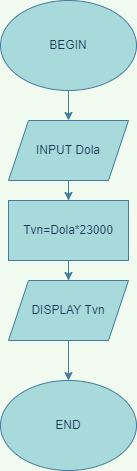 BEGIN
INPUT Dola
Tvn=Dola*23000
DISPLAY Tvn
END